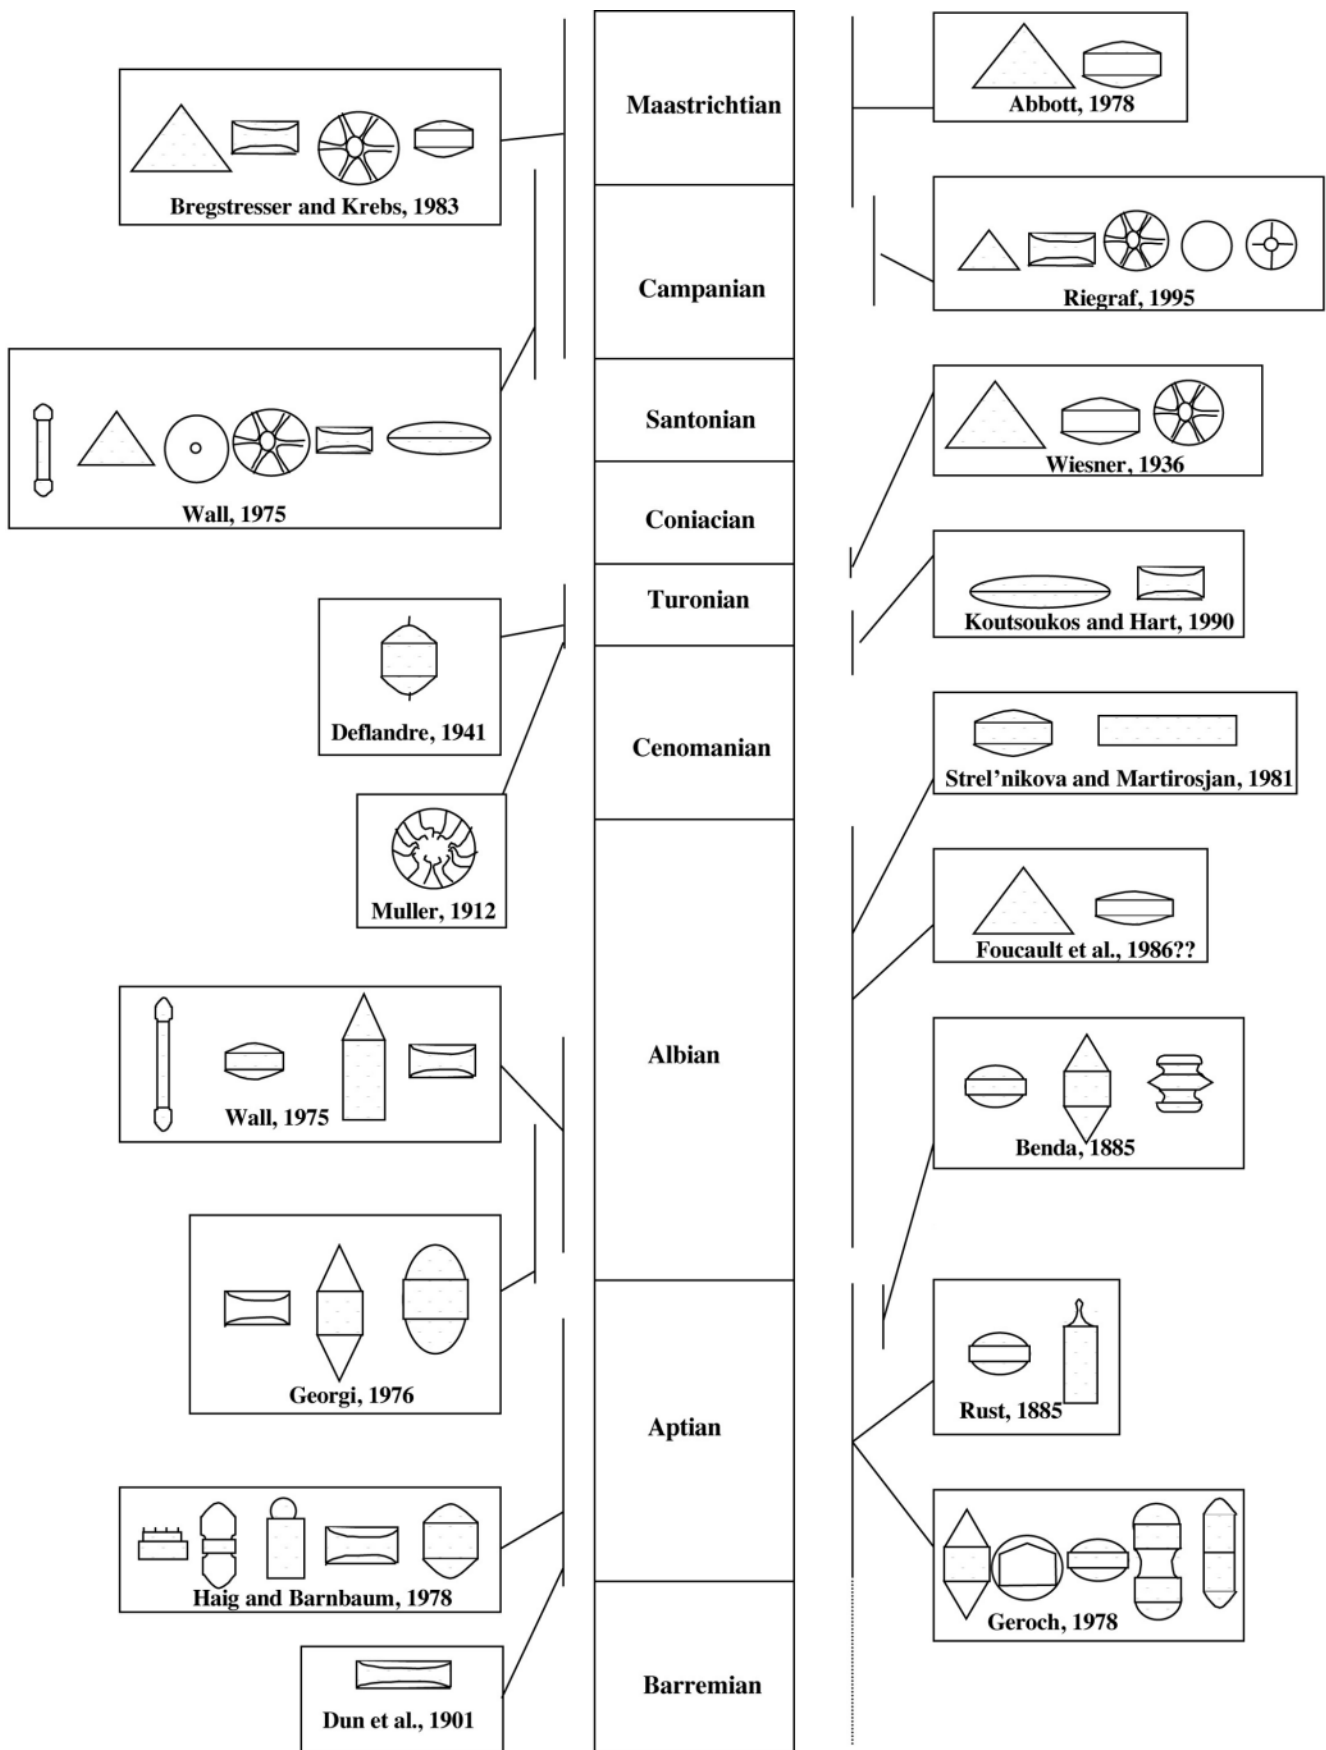 Maastrichtian
Campanian
Santonian
Coniacian
Turonian
Cenomanian
Albian
Aptian
Barremian
Bregstresser and Krebs, 1983
Wall, 1975
Deflandre, 1941
Muller, 1912
Wall, 1975
Georgi, 1976
Haig and Barnbaum, 1978
Dun et al., 1901
Abbott, 1978
Riegraf, 1995
Wiesner, 1936
Koutsoukos and Hart, 1990
Strel'nikova and Martirosjan, 1981
Foucault et al., 1986??
Benda, 1885
Rust, 1885
Geroch, 1978